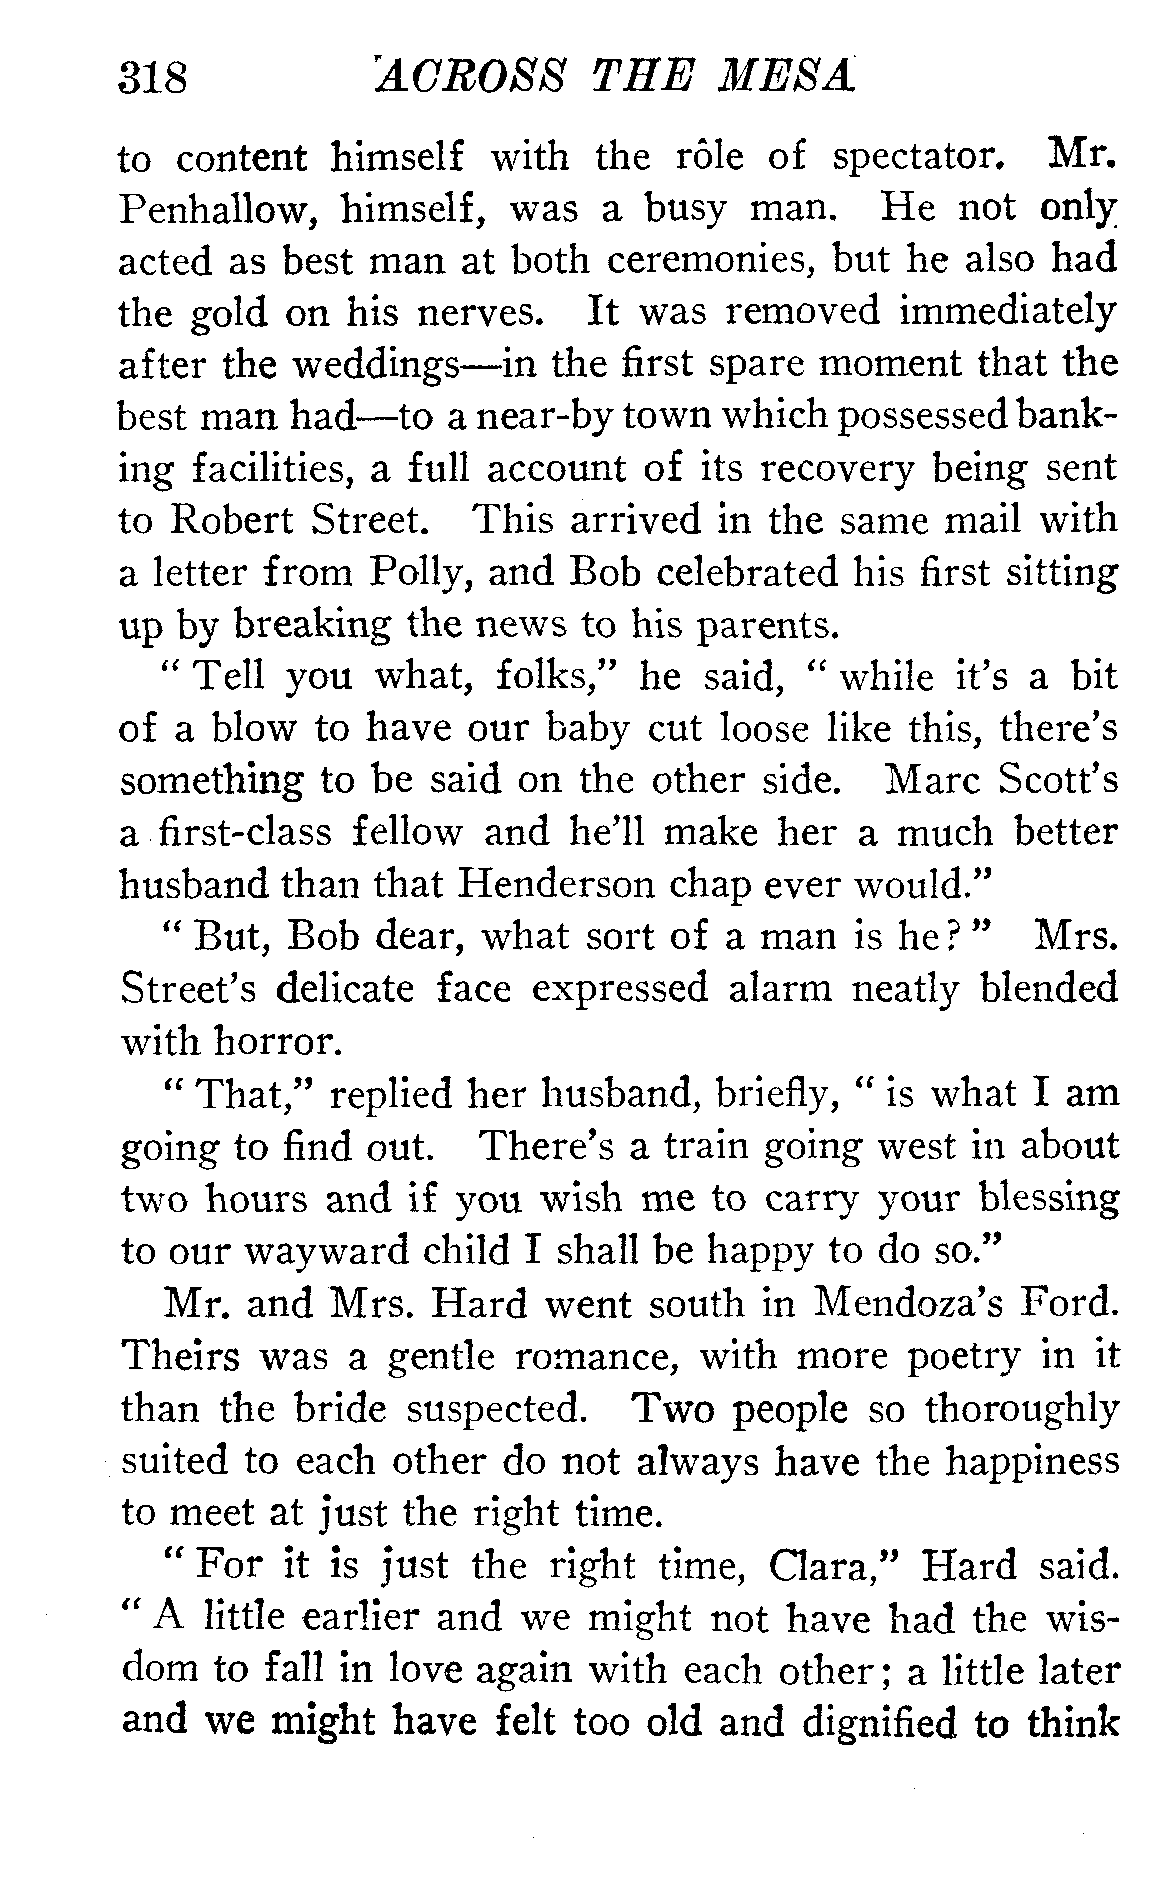 318 ACROSS THE MESA
to content himself with the rôle of spectator. Mr.
Penhallow, himself, was a busy man. He not only
acted as best man at both ceremonies, but he also had
the gold on his nerves. It was removed immediately
after the weddings—in the first spare moment that the
best man had—to a near-by town which possessed bank-
ing facilities, a full account of its recovery being sent
to Robert Street. This arrived in the same mail with
a letter from Polly, and Bob celebrated his first sitting
up by breaking the news to his parents.
" Tell you what, folks," he said, " while it's a bit
of a blow to have our baby cut loose like this, there's
something to be said on the other side. Marc Scott's
a first-class fellow and he'll make her a much better
husband than that Henderson chap ever would."
" But, Bob dear, what sort of a man is he? " Mrs.
Street's delicate face expressed alarm neatly blended
with horror.
" That," replied her husband, briefly, " is what I am
going to find out. There's a train going west in about
two hours and if you wish me to carry your blessing
to our wayward child I shall be happy to do so."
Mr. and Mrs. Hard went south in Mendoza's Ford.
Theirs was a gentle romance, with more poetry in it
than the bride suspected. Two people so thoroughly
suited to each other do not always have the happiness
to meet at just the right time.
" For it is just the right time, Clara," Hard said.
" A little earlier and we might not have had the wis-
dom to fall in love again with each other; a little later
and we might have felt too old and dignified to think